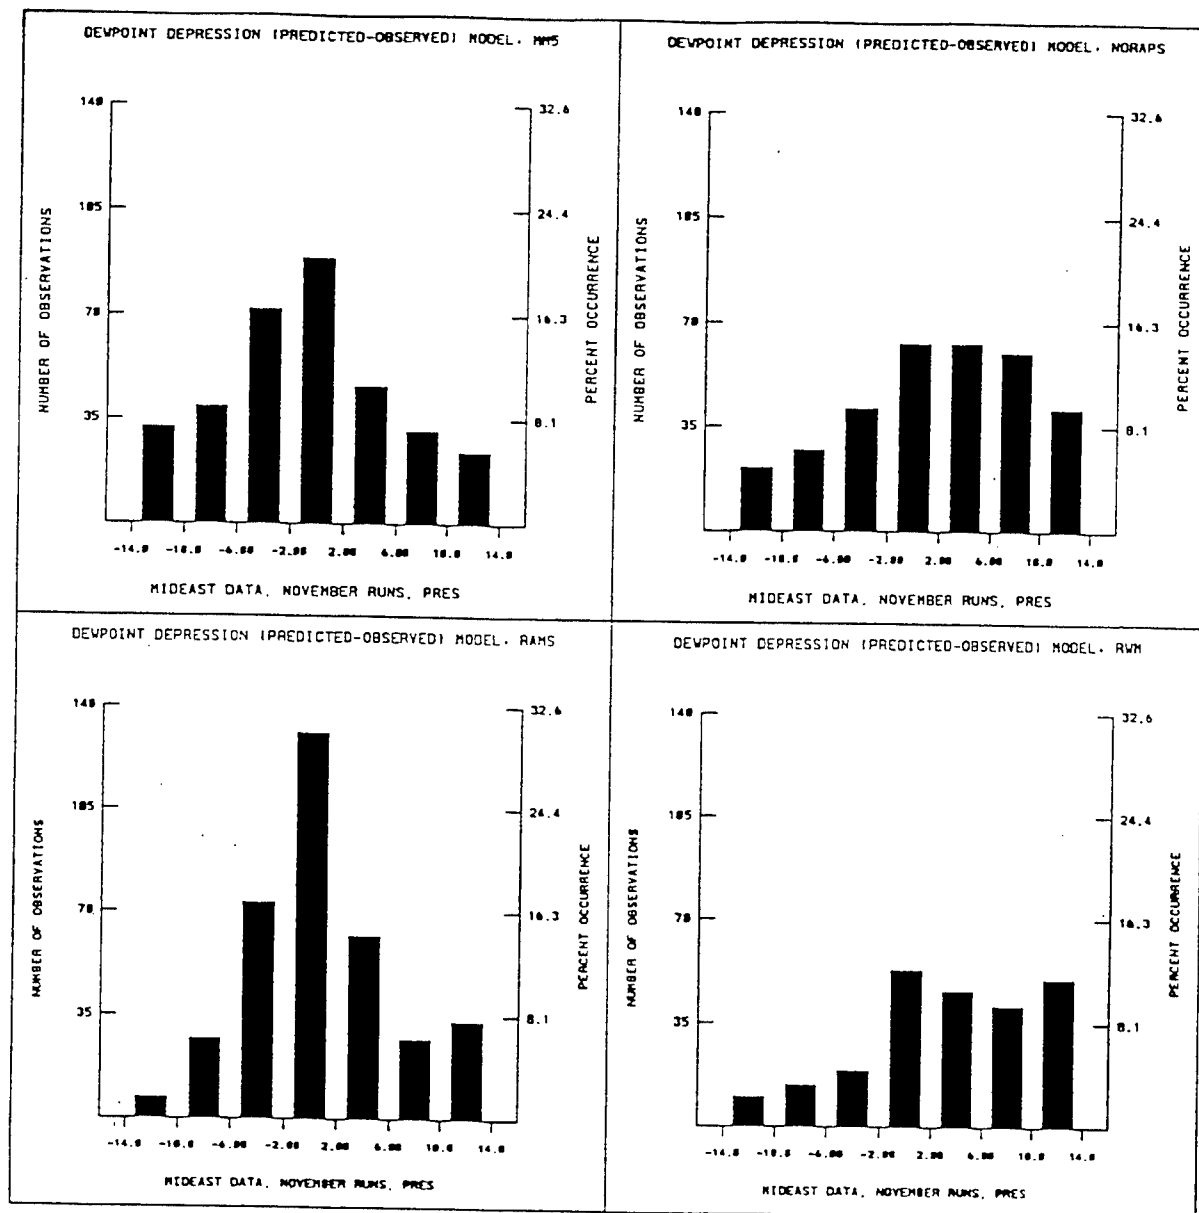 DEWPOINT DEPRESSION (PREDICTED-OBSERVED) MODEL. MM5
140
105
70
35
NUMBER OF OBSERVATIONS
32.6
24.4
16.3
8.1
PERCENT OCCURRENCE
-14.0 -10.0 -6.00 -2.00 2.00 6.00 10.0 14.0
MIDEAST DATA, NOVEMBER RUNS, PRES
DEWPOINT DEPRESSION (PREDICTED-OBSERVED) MODEL. NORAPS
140
105
70
35
NUMBER OF OBSERVATIONS
32.6
24.4
16.3
8.1
PERCENT OCCURRENCE
-14.0 -10.0 -6.00 -2.00 2.00 6.00 10.0 14.0
MIDEAST DATA, NOVEMBER RUNS, PRES
DEWPOINT DEPRESSION (PREDICTED-OBSERVED) MODEL. RAMS
140
105
70
35
NUMBER OF OBSERVATIONS
32.6
24.4
16.3
8.1
PERCENT OCCURRENCE
-14.0 -10.0 -6.00 -2.00 2.00 6.00 10.0 14.0
MIDEAST DATA, NOVEMBER RUNS, PRES
DEWPOINT DEPRESSION (PREDICTED-OBSERVED) MODEL. RWM
140
105
70
35
NUMBER OF OBSERVATIONS
32.6
24.4
16.3
8.1
PERCENT OCCURRENCE
-14.0 -10.0 -6.00 -2.00 2.00 6.00 10.0 14.0
MIDEAST DATA, NOVEMBER RUNS, PRES